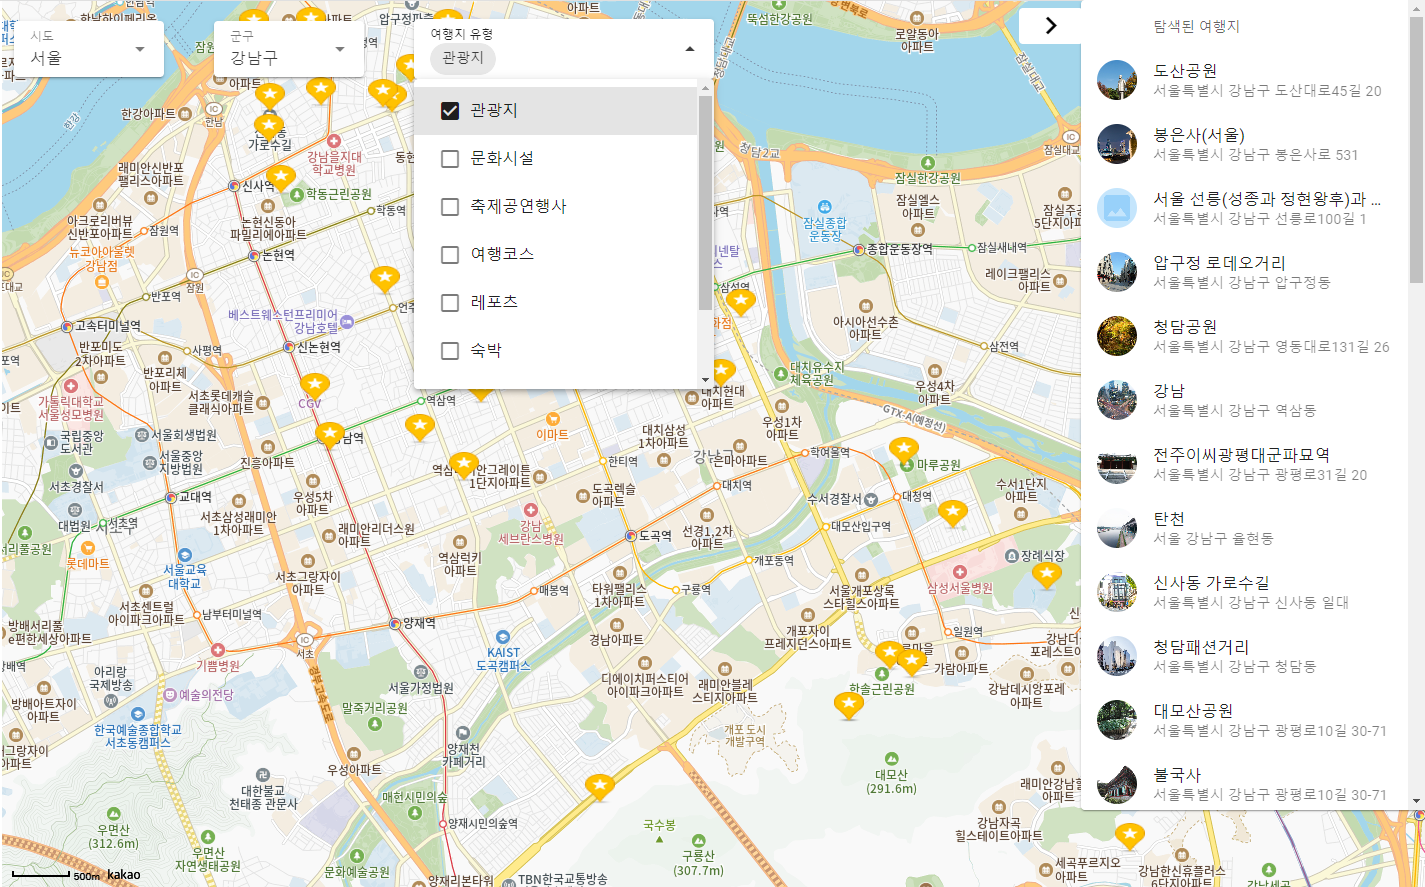 시도
서울
군구
강남구
여행지 유형
관광지
관광지
문화시설
축제공연행사
여행코스
레포츠
숙박
탐색된 여행지
도산공원
서울특별시 강남구 도산대로45길 20
봉은사(서울)
서울특별시 강남구 봉은사로 531
서울 선릉(성종과 정현왕후)과 ...
서울특별시 강남구 선릉로100길 1
압구정 로데오거리
서울특별시 강남구 압구정동
청담공원
서울특별시 강남구 영동대로131길 26
강남
서울특별시 강남구 역삼동
전주이씨광평대군파묘역
서울특별시 강남구 광평로31길 20
탄천
서울 강남구 율현동
신사동 가로수길
서울특별시 강남구 신사동 일대
청담패션거리
서울특별시 강남구 청담동
대모산공원
서울특별시 강남구 광평로10길 30-71
불국사
서울특별시 강남구 광평로10길 30-71
뚝섬한강공원
로얄동아
아파트
한강
한강아파트
한남
가로수길
강남을지대
학교병원
래미안신반포
팰리스아파트
신사역
학동근린공원
아크로리버뷰
신반포아파트
논현신동아
파밀리에아파트
학동역
잠원역
뉴코아아울렛
강남점
논현역
잠원
반포역
베스트웨스턴프리미어
강남호텔
고속터미널역
신논현역
사평역
반포미도
2차아파트
반포리체
아파트
서초롯데캐슬
클래식아파트
CGV
가톨릭대학교
서울성모병원
국립중앙
도서관
서울회생법원
서울중앙
지방법원
진흥아파트
서초경찰서
교대역
대법원
서초역
서초구
우성5차
아파트
서초삼성래미안
1차아파트
래미안리더스원
아파트
서리풀공원
롯데마트
서울교육
대학교
서초그랑자이
아파트
서초센트럴
아이파크아파트
남부터미널역
방배서리풀
e편한세상아파트
기쁨병원
서초
양재역
아리랑
국제방송
예술의전당
방배아트자이
아파트
한국예술종합학교
서초동캠퍼스
경부고속도로
서울가정법원
말죽거리공원
우성아파트
양재천
카페거리
대한불교
천태종 관문사
매헌시민의숲
양재시민의숲역
우면산
(312.6m)
우면산
자연생태공원
문화예술공원
양재리본타워
TBN한국교통방송
국수봉
구룡산
(307.7m)
대모산
(291.6m)
개포 도시
개발구역
역삼역
이마트
한티역
대치삼성
1차아파트
강남구
은마아파트
우성1차
아파트
대치현대
아파트
삼성역
청담2교
잠실한강공원
잠실엘스
아파트
잠실종합
운동장
종합운동장역
잠실새내역
레이크팰리스
아파트
아시아선수촌
아파트
삼전역
대치유수지
체육공원
우성4차
아파트
GTX-A(예정선)
학여울역
대치역
도곡렉슬
아파트
강남
세브란스병원
도곡역
선경1,2차
아파트
역삼럭키
아파트
매봉역
타워팰리스
1차아파트
구룡역
개포동역
대모산입구역
수서경찰서
대청역
마루공원
수서1단지
아파트
장례식장
삼성서울병원
서울개포상록
스타힐스아파트
개포자이
프레지던스아파트
일원역
가람아파트
한솔근린공원
경남아파트
KAIST
도곡캠퍼스
디에이치퍼스티어
아이파크아파트
래미안블레
스티지아파트
강남데시앙포레
아파트
강남자곡
힐스테이트아파트
세곡푸르지오
아파트
강남한신휴플러스
6단지아파트
500m
kakao